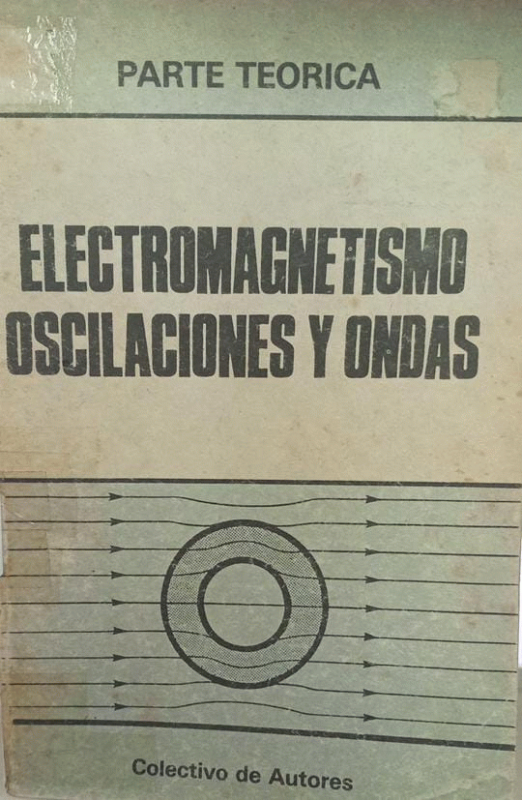 PARTE TEORICA
ELECTROMAGNETISMO
OSCILACIONES Y ONDAS
Colectivo de Autores